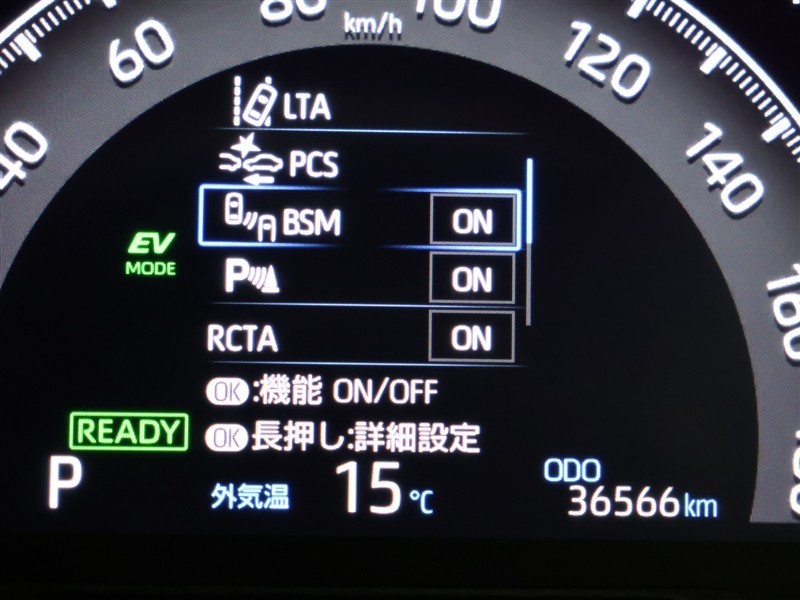 40
60
80
km/h
100
120
140
160
LTA
PCS
BSM ON
EV
MODE
P ON
RCTA ON
OK:機能 ON/OFF
READY
OK長押し:詳細設定
P
外気温 15℃
ODO
36566km